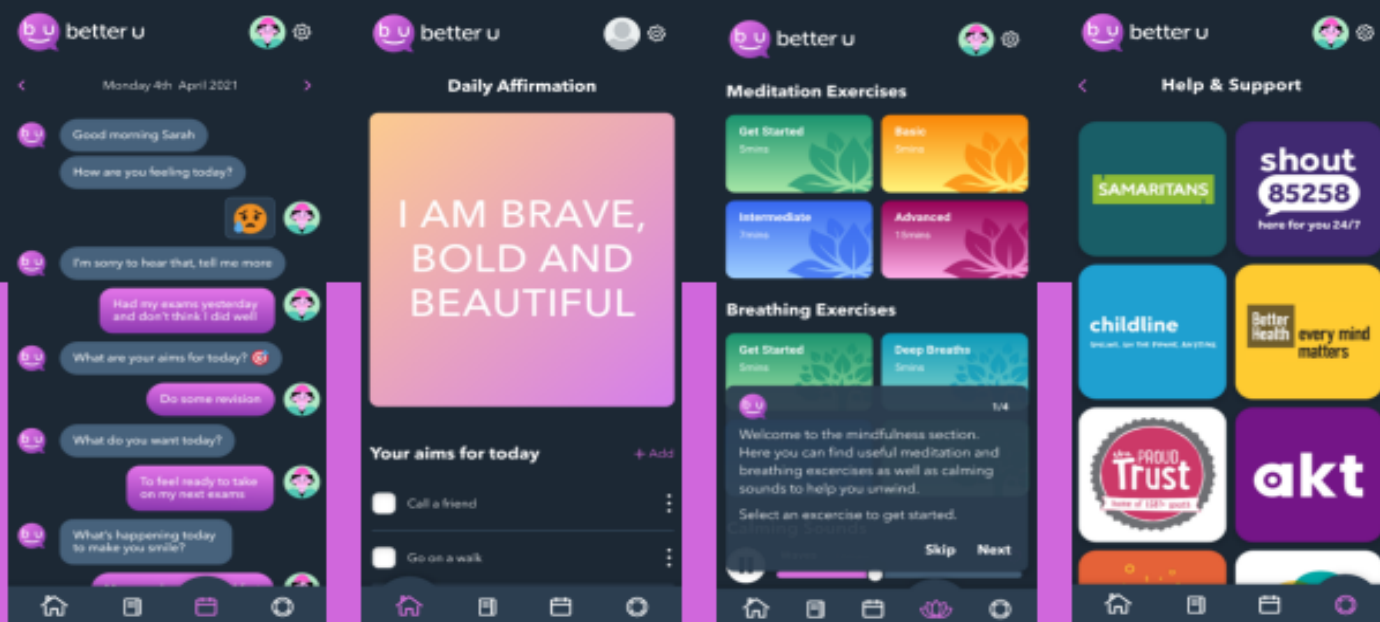 b u better u
Monday 4th April 2021
Good morning Sarah
How are you feeling today?
I'm sorry to hear that, tell me more
Had my exams yesterday
and don't think I did well
What are your aims for today?
Do some revision
What do you want today?
To feel ready to take
on my next exams
What's happening today
to make you smile?
b u better u
Daily Affirmation
I AM BRAVE,
BOLD AND
BEAUTIFUL
Your aims for today
+ Add
Call a friend
Go on a walk
b u better u
Meditation Exercises
Get Started
5mins
Basic
5mins
Intermediate
7mins
Advanced
15mins
Breathing Exercises
Get Started
5mins
Deep Breaths
5mins
b u
1/4
Welcome to the mindfulness section.
Here you can find useful meditation and
breathing excercises as well as calming
sounds to help you unwind.
Select an excercise to get started.
Calming Sounds
Skip Next
b u better u
Help & Support
SAMARITANS
shout
85258
here for you 24/7
childline
Better
Health
every mind
matters
the PROUD
Trust
home of LGBT+ youth
akt